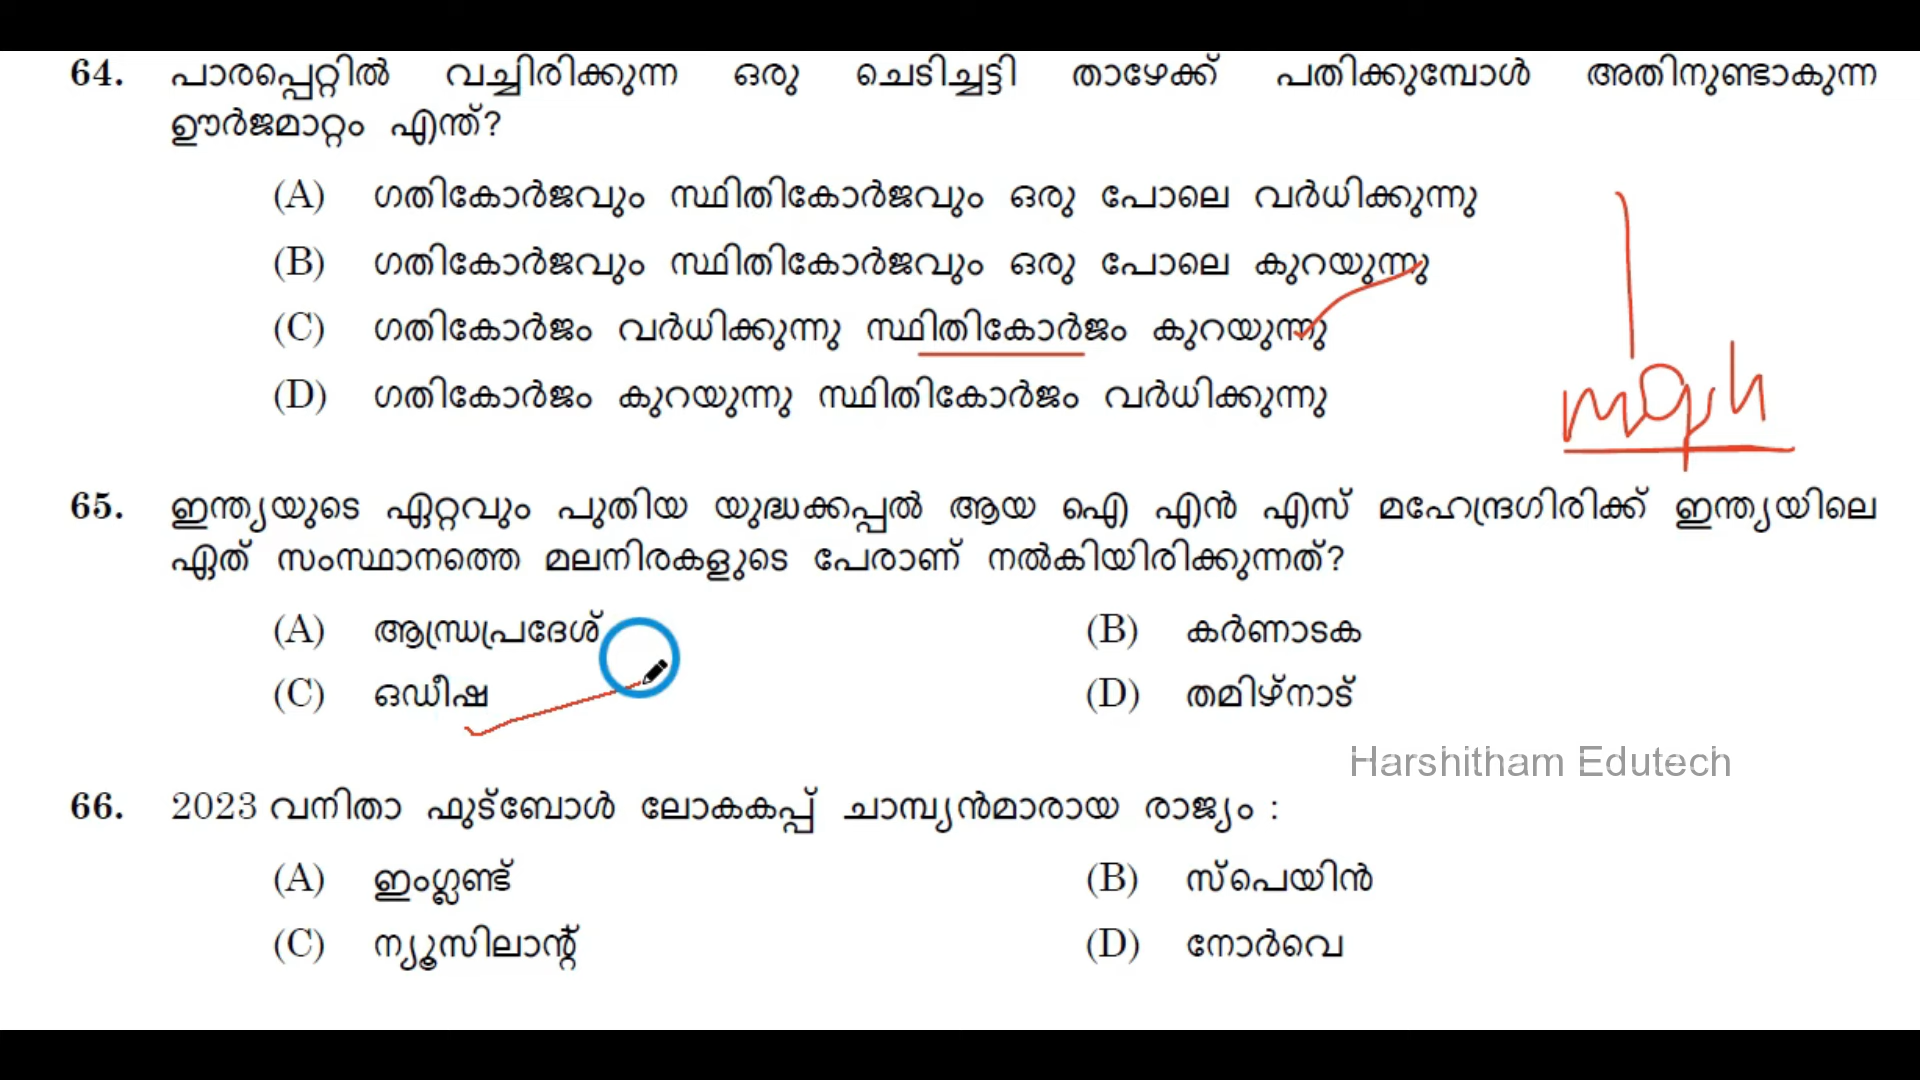 64. പാരപ്പെറ്റിൽ വച്ചിരിക്കുന്ന ഒരു ചെടിച്ചട്ടി താഴേക്ക് പതിക്കുമ്പോൾ അതിനുണ്ടാകുന്ന
ഊർജമാറ്റം എന്ത്?
(A) ഗതികോർജവും സ്ഥിതികോർജവും ഒരു പോലെ വർധിക്കുന്നു
(B) ഗതികോർജവും സ്ഥിതികോർജവും ഒരു പോലെ കുറയുന്നു
(C) ഗതികോർജം വർധിക്കുന്നു സ്ഥിതികോർജം കുറയുന്നു
(D) ഗതികോർജം കുറയുന്നു സ്ഥിതികോർജം വർധിക്കുന്നു
mgh
65. ഇന്ത്യയുടെ ഏറ്റവും പുതിയ യുദ്ധക്കപ്പൽ ആയ ഐ എൻ എസ് മഹേന്ദ്രഗിരിക്ക് ഇന്ത്യയിലെ
ഏത് സംസ്ഥാനത്തെ മലനിരകളുടെ പേരാണ് നൽകിയിരിക്കുന്നത്?
(A) ആന്ധ്രപ്രദേശ് (B) കർണാടക
(C) ഒഡീഷ (D) തമിഴ്നാട്
Harshitham Edutech
66. 2023 വനിതാ ഫുട്ബോൾ ലോകകപ്പ് ചാമ്പ്യൻമാരായ രാജ്യം :
(A) ഇംഗ്ലണ്ട് (B) സ്പെയിൻ
(C) ന്യൂസിലാന്റ് (D) നോർവെ